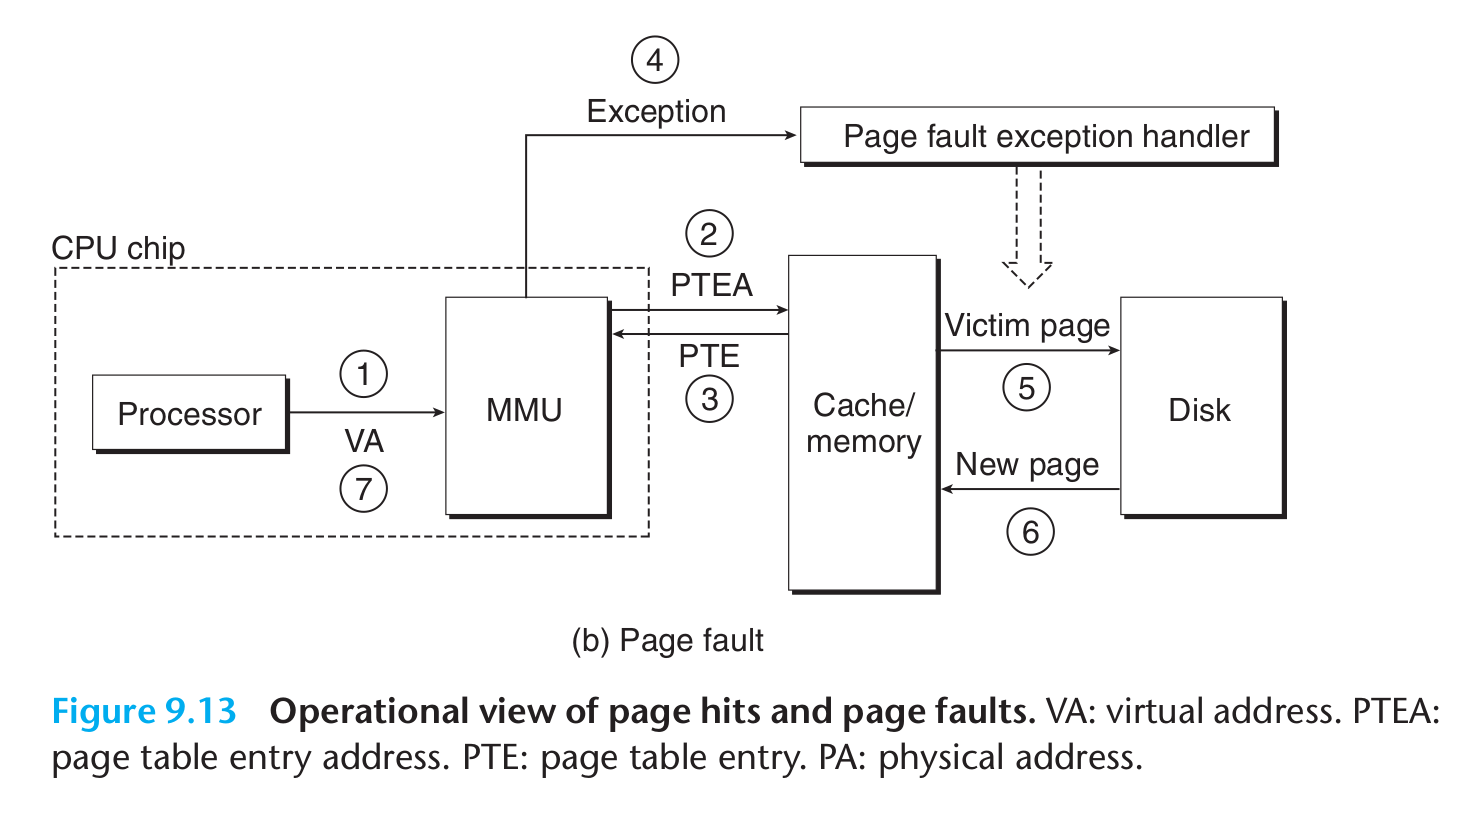 4
Exception
Page fault exception handler
CPU chip
2
PTEA
PTE
3
1
Processor
VA
7
MMU
Cache/
memory
Victim page
5
New page
6
Disk
(b) Page fault
Figure 9.13 Operational view of page hits and page faults. VA: virtual address. PTEA:
page table entry address. PTE: page table entry. PA: physical address.